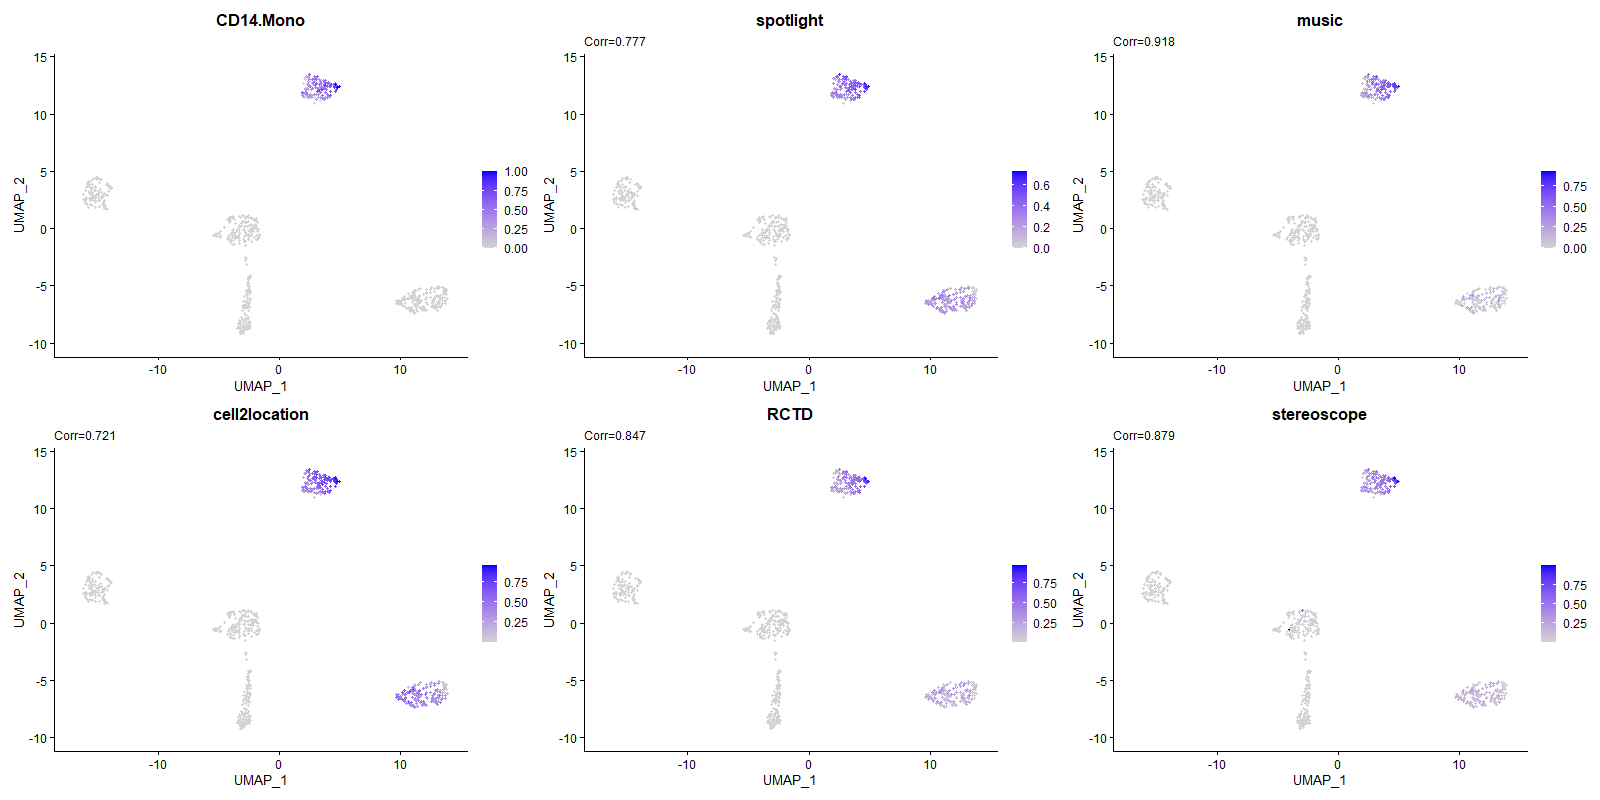 CD14.Mono
15
10
5
0
-5
-10
UMAP_2
-10 0 10
UMAP_1
1.00
0.75
0.50
0.25
0.00
spotlight
Corr=0.777
15
10
5
0
-5
-10
UMAP_2
-10 0 10
UMAP_1
0.6
0.4
0.2
0.0
music
Corr=0.918
15
10
5
0
-5
-10
UMAP_2
-10 0 10
UMAP_1
0.75
0.50
0.25
0.00
cell2location
Corr=0.721
15
10
5
0
-5
-10
UMAP_2
-10 0 10
UMAP_1
0.75
0.50
0.25
RCTD
Corr=0.847
15
10
5
0
-5
-10
UMAP_2
-10 0 10
UMAP_1
0.75
0.50
0.25
stereoscope
Corr=0.879
15
10
5
0
-5
-10
UMAP_2
-10 0 10
UMAP_1
0.75
0.50
0.25